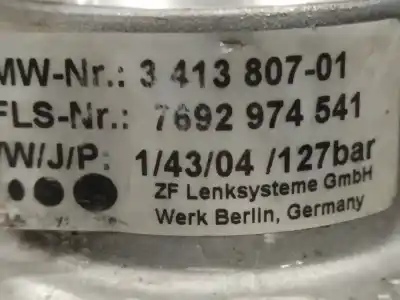 MW-Nr.: 3 413 807-01
FLS-Nr.: 7692 974 541
W/J/P: 1/43/04 /127bar
ZF Lenksysteme GmbH
Werk Berlin, Germany